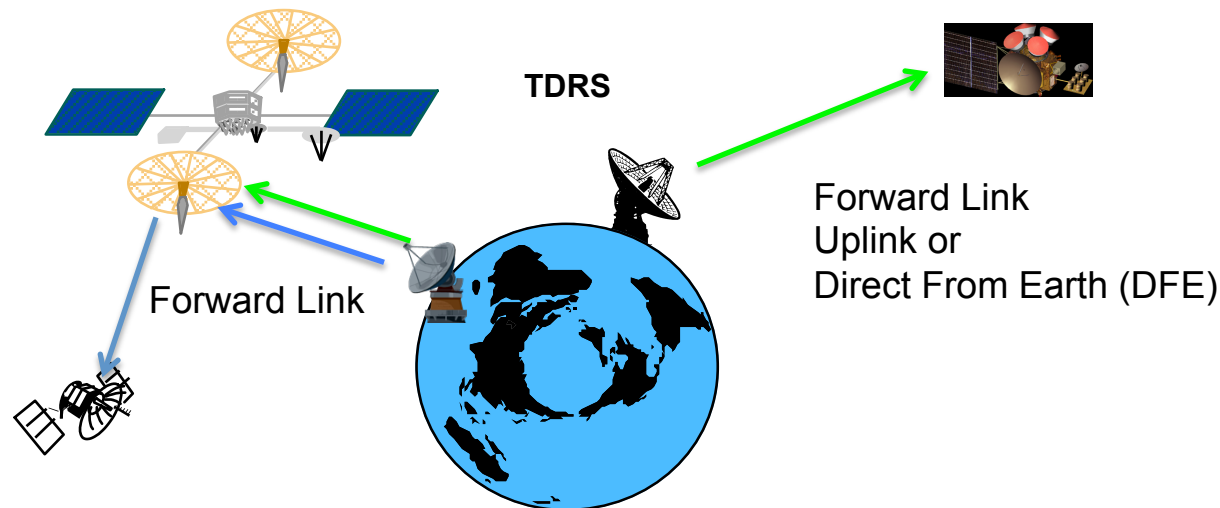 TDRS
Forward Link
Uplink or
Direct From Earth (DFE)
Forward Link